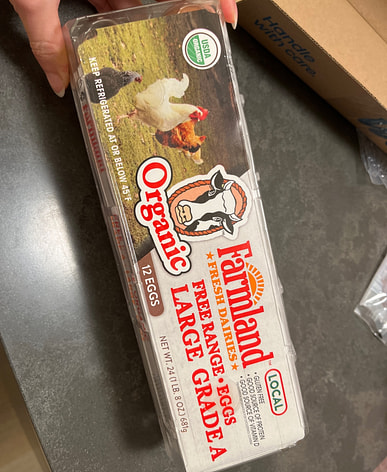 USDA
ORGANIC
KEEP REFRIGERATED AT OR BELOW 45°F
Organic
12 EGGS
Farmland
FRESH DAIRIES
FREE RANGE • EGGS
LARGE GRADE A
NET WT. 24 (1 LB. 8 OZ.) 681g
LOCAL
• GLUTEN FREE
• GOOD SOURCE OF PROTEIN
• GOOD SOURCE OF VITAMIN D
Handle
with care.